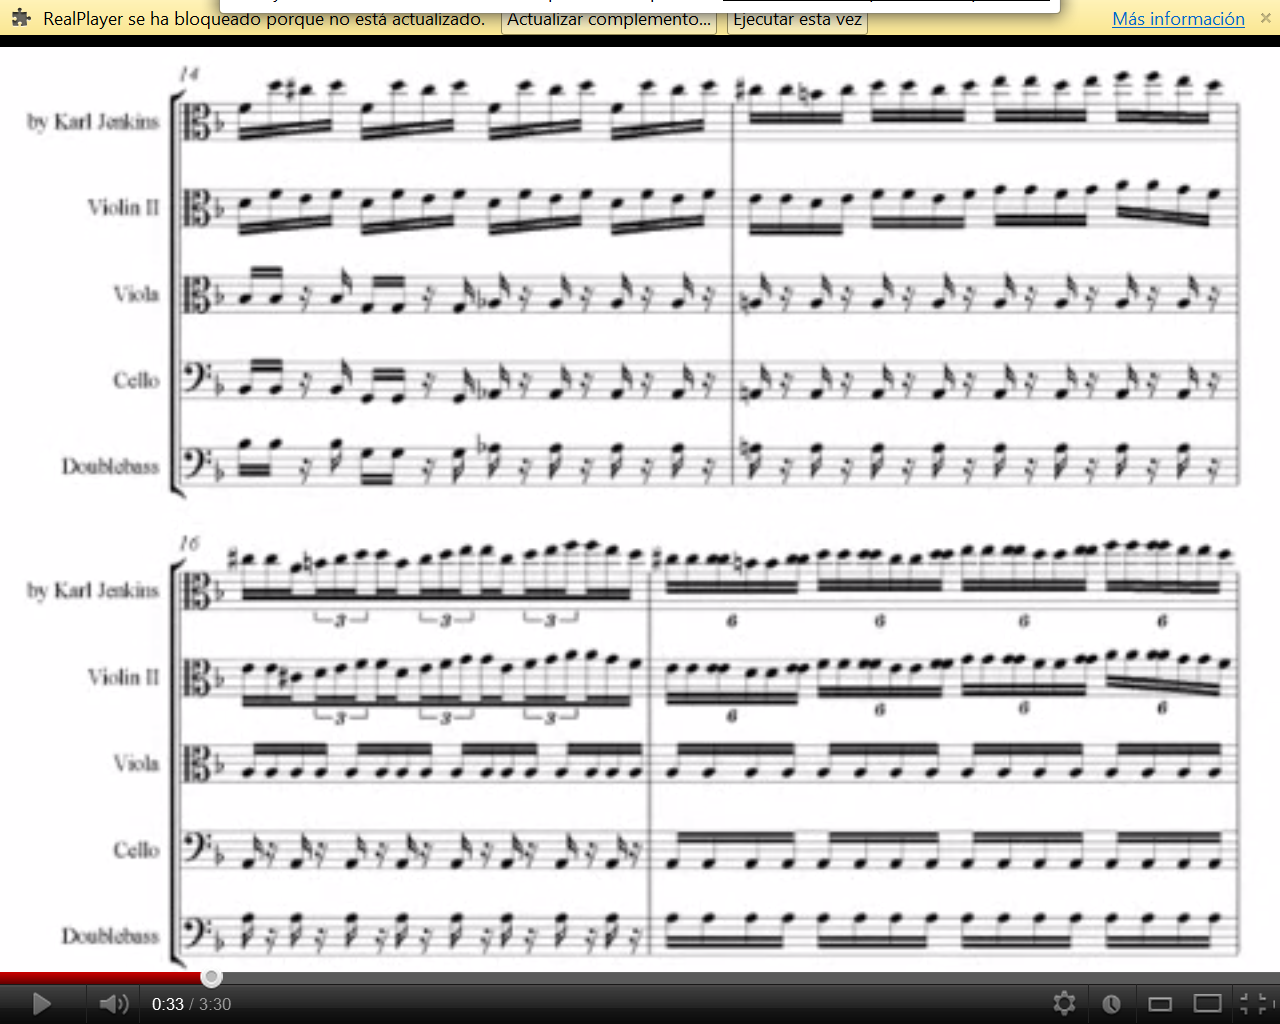 RealPlayer se ha bloqueado porque no está actualizado. Actualizar complemento... Ejecutar esta vez Más información
14
by Karl Jenkins
Violin II
Viola
Cello
Doublebass
16
by Karl Jenkins
3 3 3 6 6 6 6
Violin II
3 3 3 6 6 6 6
Viola
Cello
Doublebass
0:33 / 3:30